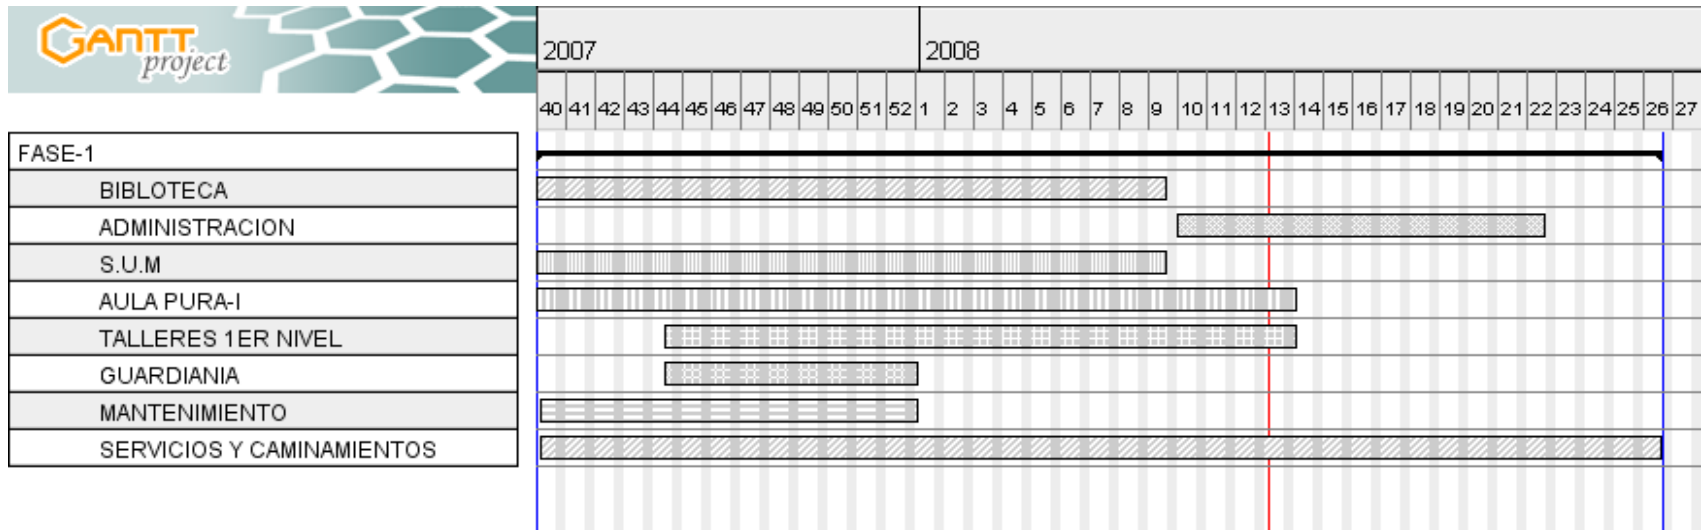 GANTT
project
2007 2008
40 41 42 43 44 45 46 47 48 49 50 51 52 1 2 3 4 5 6 7 8 9 10 11 12 13 14 15 16 17 18 19 20 21 22 23 24 25 26 27
FASE-1
BIBLOTECA
ADMINISTRACION
S.U.M
AULA PURA-I
TALLERES 1ER NIVEL
GUARDIANIA
MANTENIMIENTO
SERVICIOS Y CAMINAMIENTOS